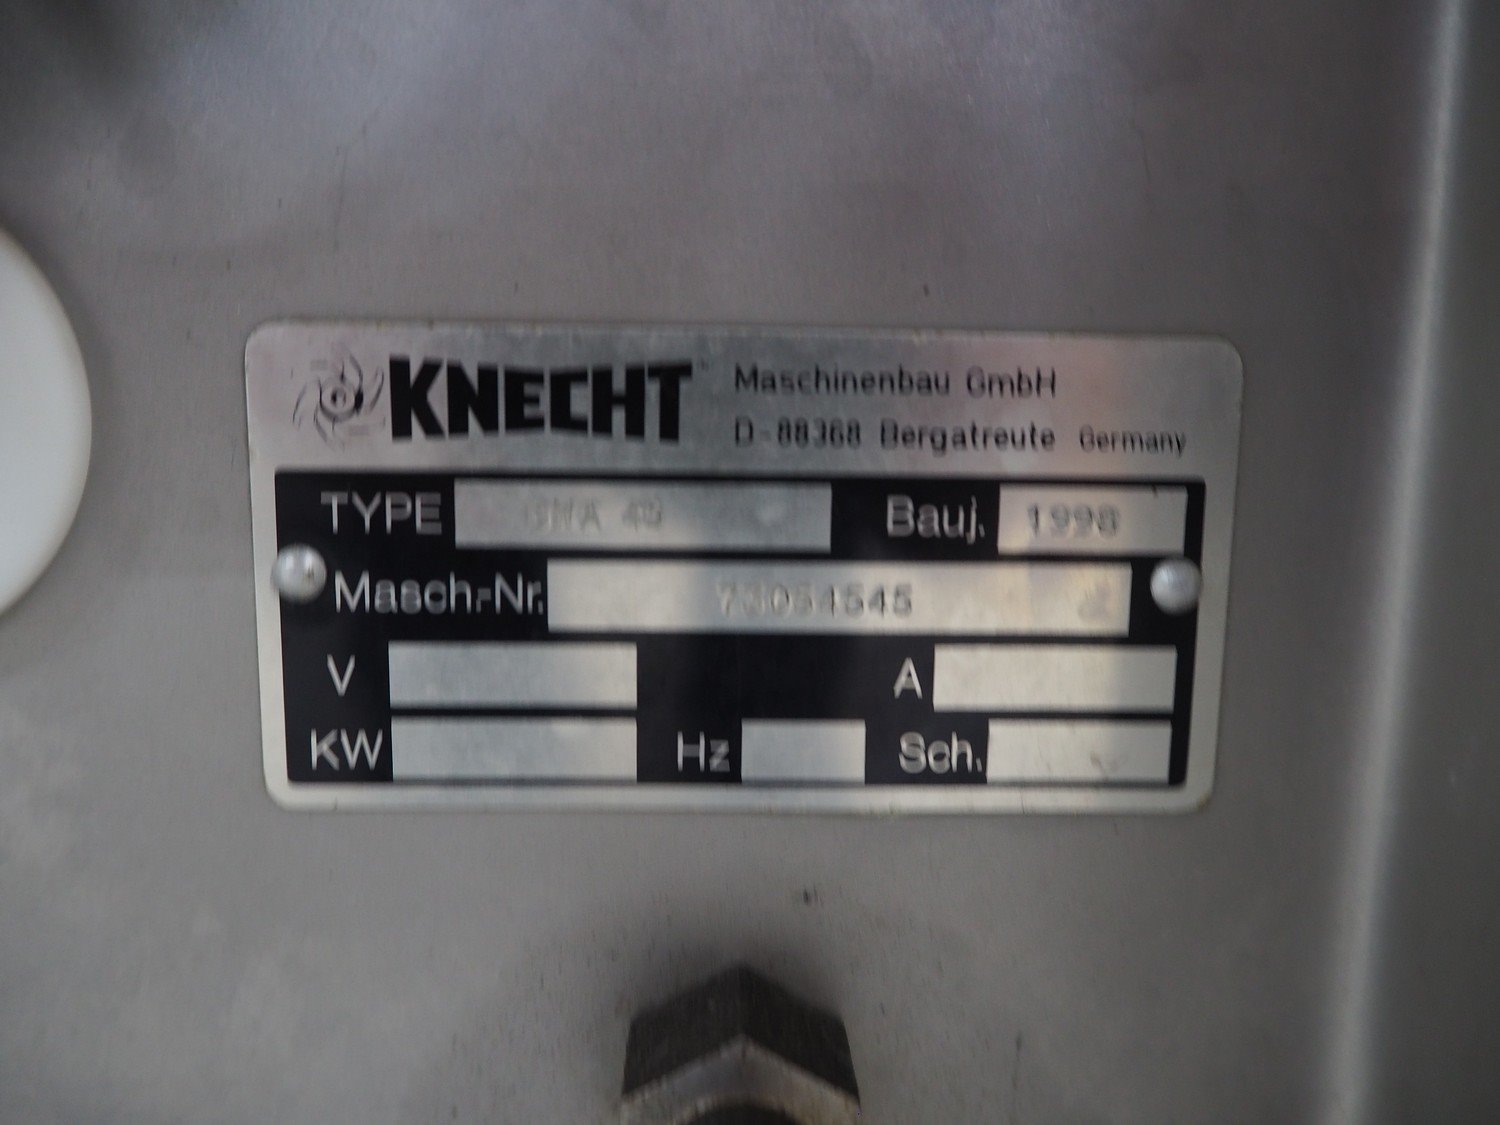 KNECHT Maschinenbau GmbH
D-88368 Bergatreute Germany
TYPE Bauj. 1998
Masch.-Nr.
V A
KW Hz Sch.